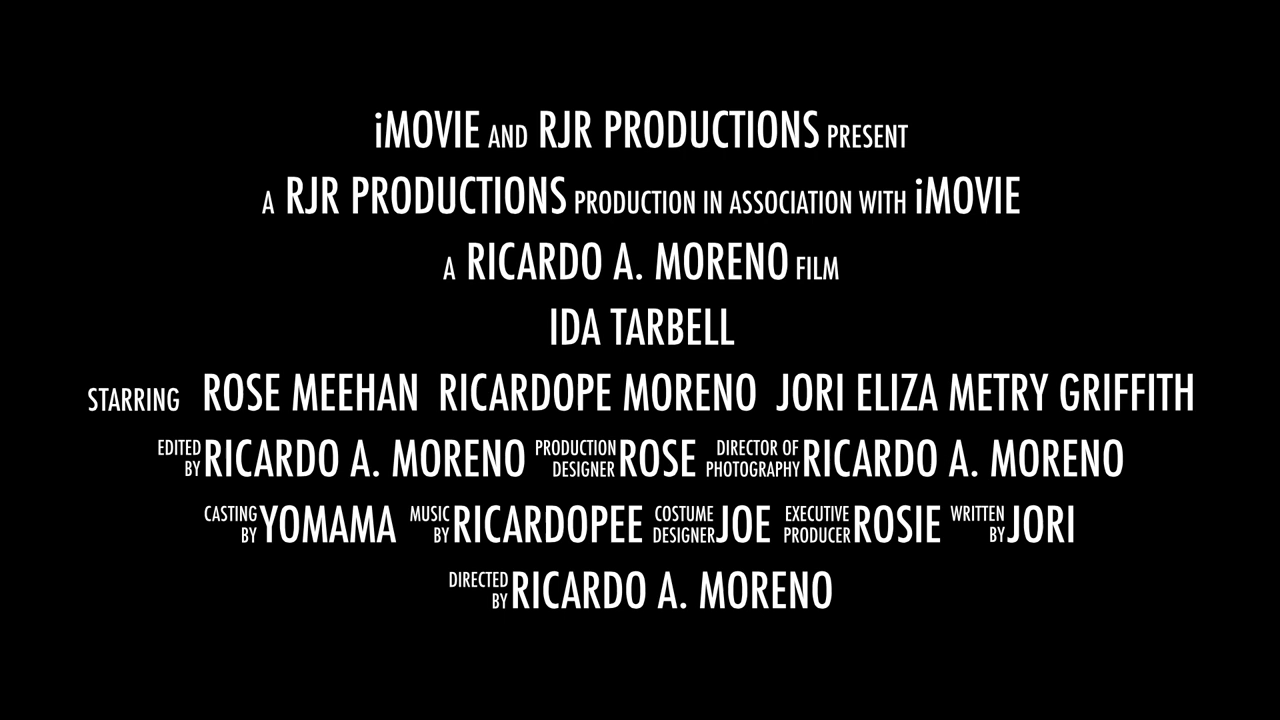 iMOVIE AND RJR PRODUCTIONS PRESENT
A RJR PRODUCTIONS PRODUCTION IN ASSOCIATION WITH iMOVIE
A RICARDO A. MORENO FILM
IDA TARBELL
STARRING ROSE MEEHAN RICARDOPE MORENO JORI ELIZA METRY GRIFFITH
EDITED BY RICARDO A. MORENO PRODUCTION DESIGNER ROSE DIRECTOR OF PHOTOGRAPHY RICARDO A. MORENO
CASTING BY YOMAMA MUSIC BY RICARDOPEE COSTUME DESIGNER JOE EXECUTIVE PRODUCER ROSIE WRITTEN BY JORI
DIRECTED BY RICARDO A. MORENO